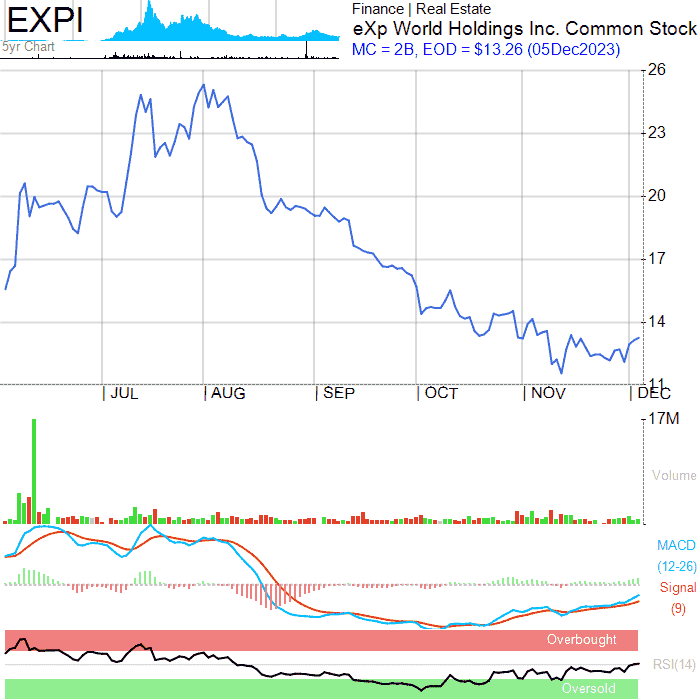 EXPI
5yr Chart
Finance | Real Estate
eXp World Holdings Inc. Common Stock
MC = 2B, EOD = $13.26 (05Dec2023)
26
23
20
17
14
11
| JUL | AUG | SEP | OCT | NOV | DEC
17M
Volume
MACD
(12-26)
Signal
(9)
Overbought
RSI(14)
Oversold